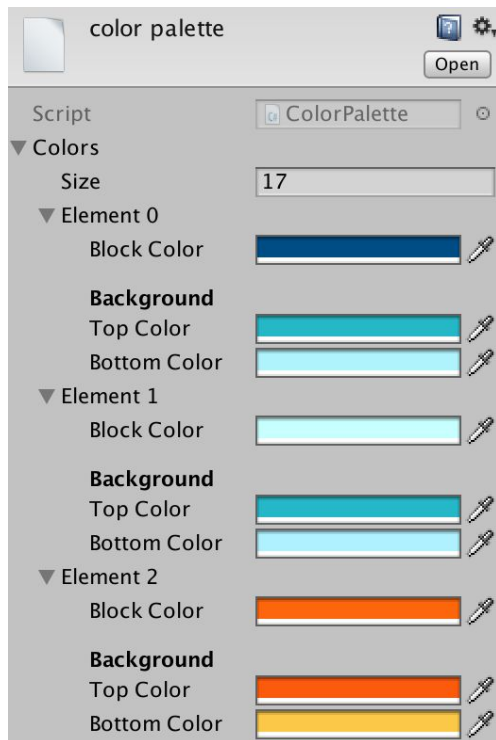 color palette
Open
Script ColorPalette
Colors
Size 17
Element 0
Block Color
Background
Top Color
Bottom Color
Element 1
Block Color
Background
Top Color
Bottom Color
Element 2
Block Color
Background
Top Color
Bottom Color